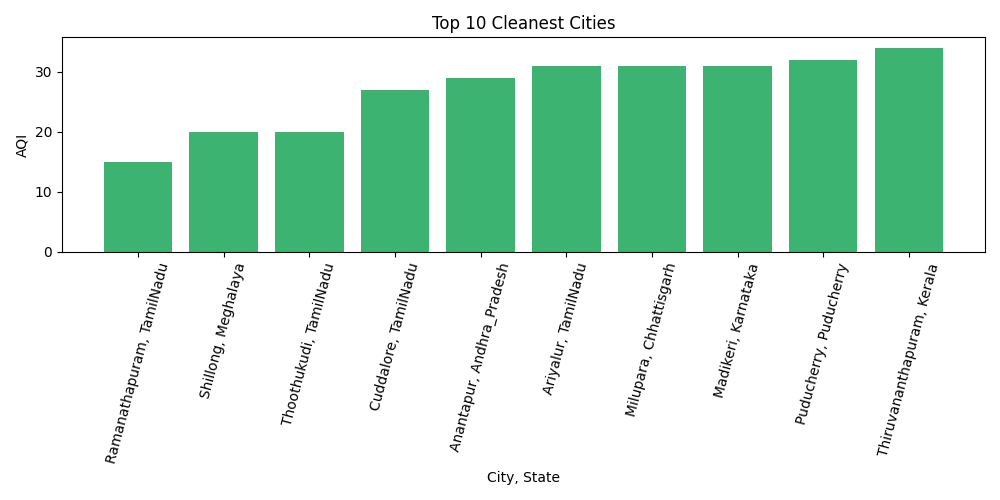 Top 10 Cleanest Cities
AQI
30
20
10
0
Ramanathapuram, TamilNadu
Shillong, Meghalaya
Thoothukudi, TamilNadu
Cuddalore, TamilNadu
Anantapur, Andhra_Pradesh
Ariyalur, TamilNadu
Milupara, Chhattisgarh
Madikeri, Karnataka
Puducherry, Puducherry
Thiruvananthapuram, Kerala
City, State